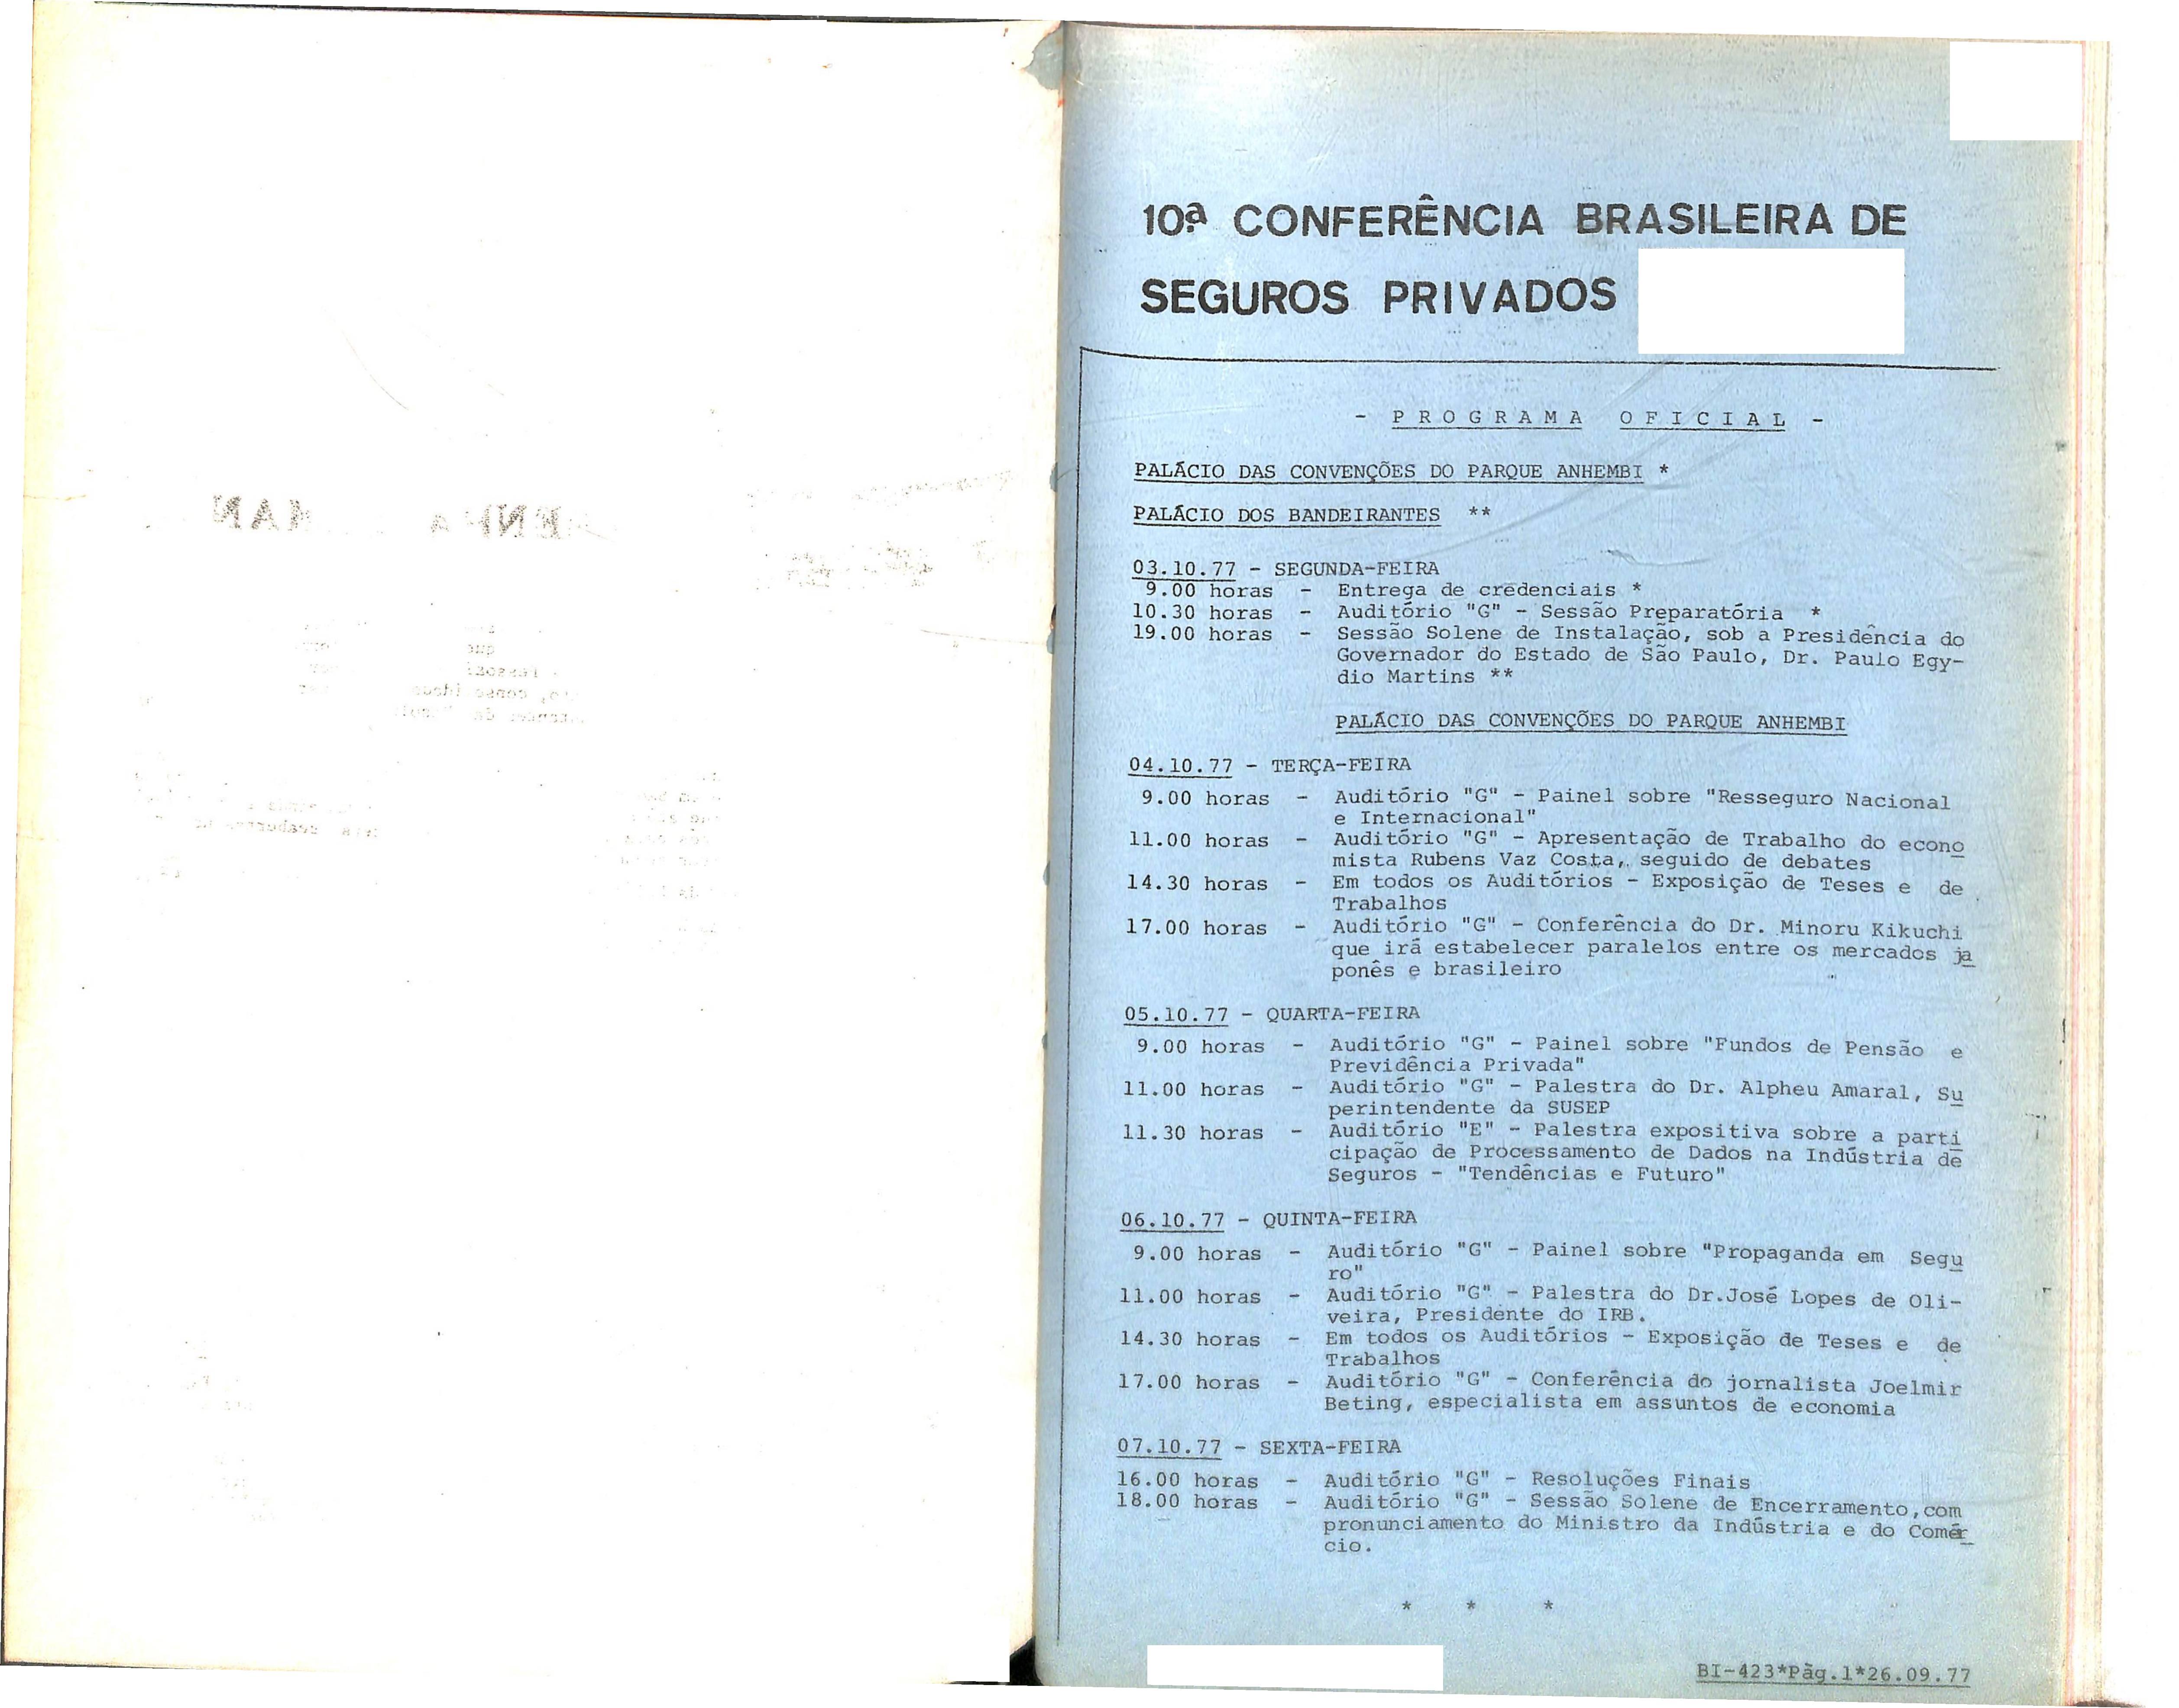 10ª CONFERÊNCIA BRASILEIRA DE
SEGUROS PRIVADOS
- PROGRAMA OFICIAL -
PALÁCIO DAS CONVENÇÕES DO PARQUE ANHEMBI *
PALÁCIO DOS BANDEIRANTES **
03.10.77 - SEGUNDA-FEIRA
9.00 horas - Entrega de credenciais *
10.30 horas - Auditório "G" - Sessão Preparatória *
19.00 horas - Sessão Solene de Instalação, sob a Presidência do
Governador do Estado de São Paulo, Dr. Paulo Egy-
dio Martins **
PALÁCIO DAS CONVENÇÕES DO PARQUE ANHEMBI
04.10.77 - TERÇA-FEIRA
9.00 horas - Auditório "G" - Painel sobre "Resseguro Nacional
e Internacional"
11.00 horas - Auditório "G" - Apresentação de Trabalho do econo
mista Rubens Vaz Costa, seguido de debates
14.30 horas - Em todos os Auditórios - Exposição de Teses e de
Trabalhos
17.00 horas - Auditório "G" - Conferência do Dr. Minoru Kikuchi
que irá estabelecer paralelos entre os mercados ja
ponês e brasileiro
05.10.77 - QUARTA-FEIRA
9.00 horas - Auditório "G" - Painel sobre "Fundos de Pensão e
Previdência Privada"
11.00 horas - Auditório "G" - Palestra do Dr. Alpheu Amaral, Su
perintendente da SUSEP
11.30 horas - Auditório "E" - Palestra expositiva sobre a parti
cipação de Processamento de Dados na Indústria de
Seguros - "Tendências e Futuro"
06.10.77 - QUINTA-FEIRA
9.00 horas - Auditório "G" - Painel sobre "Propaganda em Segu
ro"
11.00 horas - Auditório "G" - Palestra do Dr.José Lopes de Oli-
veira, Presidente do IRB.
14.30 horas - Em todos os Auditórios - Exposição de Teses e de
Trabalhos
17.00 horas - Auditório "G" - Conferência do jornalista Joelmir
Beting, especialista em assuntos de economia
07.10.77 - SEXTA-FEIRA
16.00 horas - Auditório "G" - Resoluções Finais
18.00 horas - Auditório "G" - Sessão Solene de Encerramento,com
pronunciamento do Ministro da Indústria e do Comér
cio.
* * *
BI-423*Pág.1*26.09.77